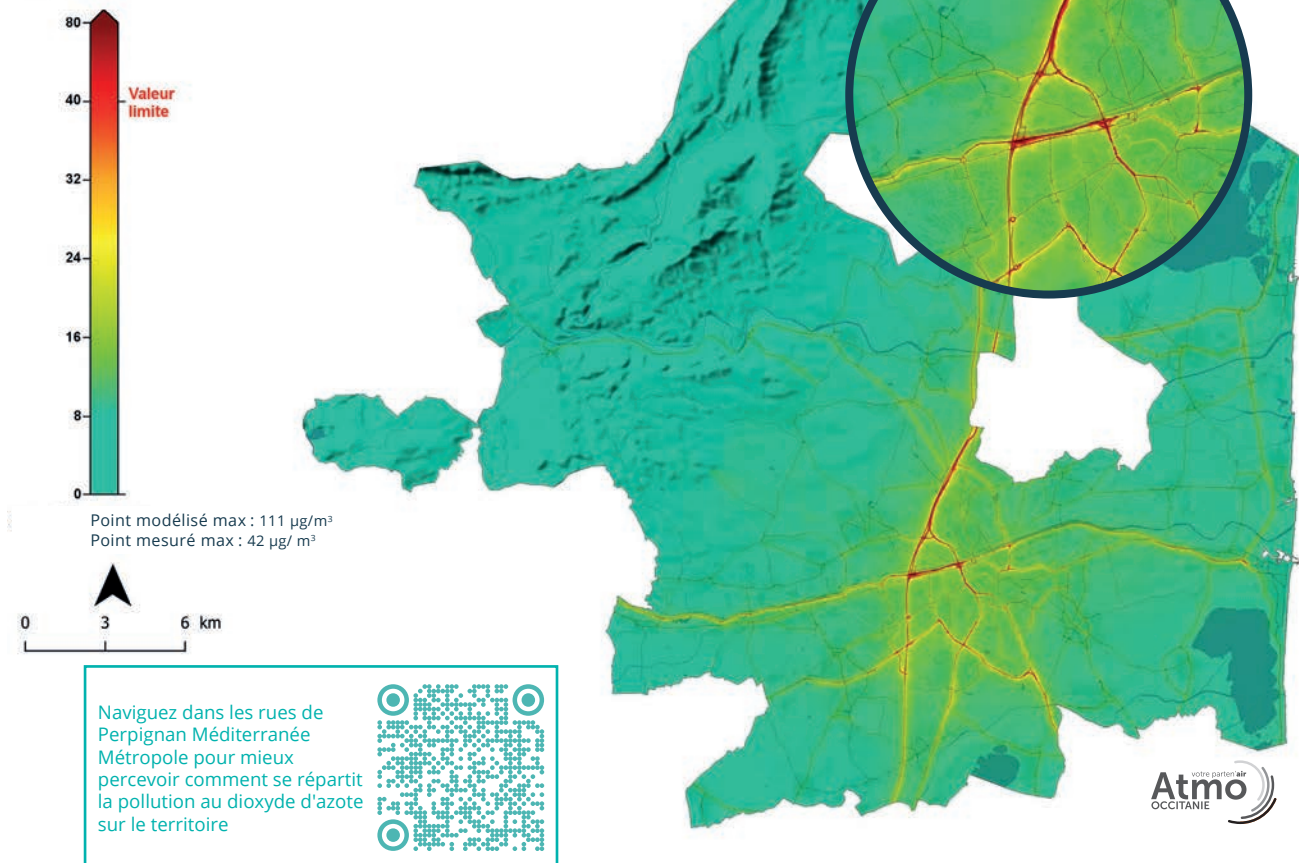 80
40
Valeur
limite
32
24
16
8
0
Point modélisé max : 111 µg/m³
Point mesuré max : 42 µg/ m³
0 3 6 km
Naviguez dans les rues de
Perpignan Méditerranée
Métropole pour mieux
percevoir comment se répartit
la pollution au dioxyde d'azote
sur le territoire
votre parten'air
Atmo
OCCITANIE